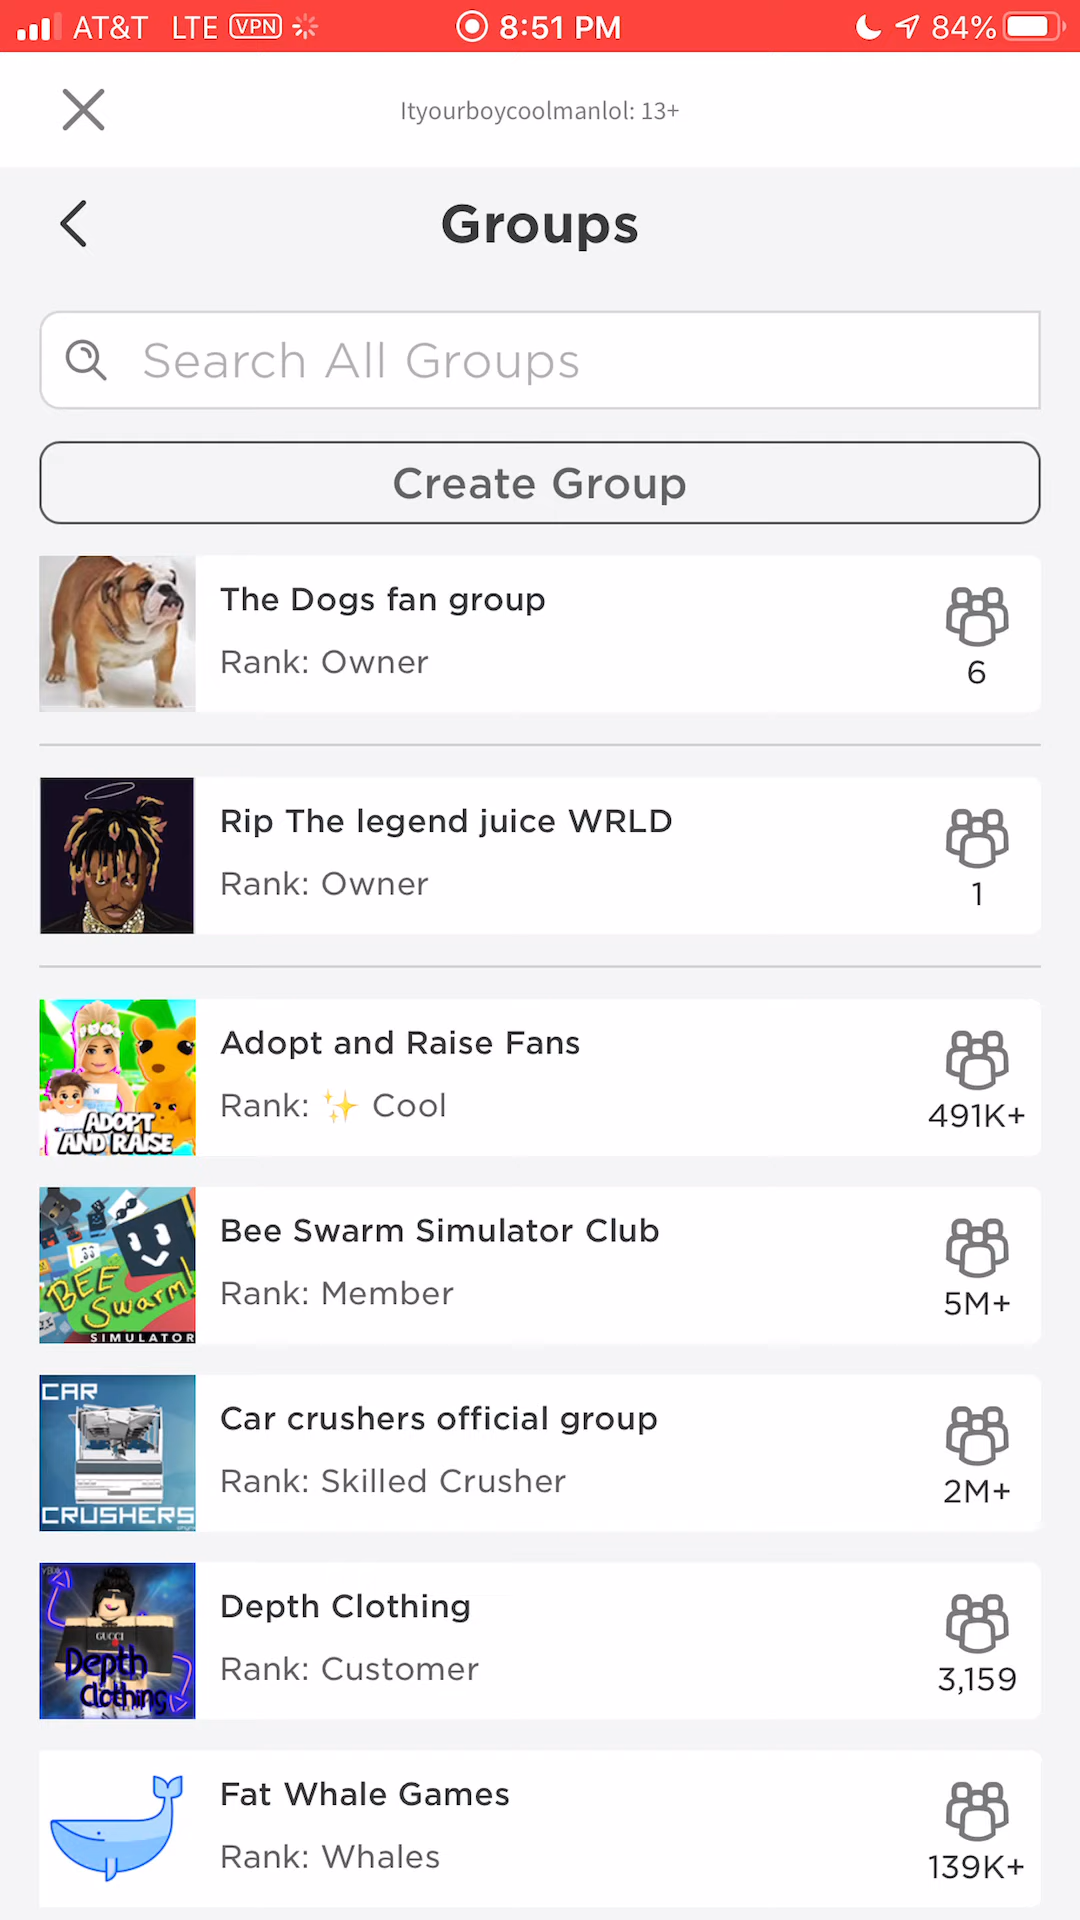 AT&T LTE VPN 8:51 PM 84%
Ityourboycoolmanlol: 13+
Groups
Search All Groups
Create Group
The Dogs fan group
Rank: Owner
6
Rip The legend juice WRLD
Rank: Owner
1
ADOPT
AND RAISE
Adopt and Raise Fans
Rank: ✨ Cool
491K+
BEE
Swarm!
SIMULATOR
Bee Swarm Simulator Club
Rank: Member
5M+
CAR
CRUSHERS
Car crushers official group
Rank: Skilled Crusher
2M+
GUCCI
Depth
Clothing
Depth Clothing
Rank: Customer
3,159
Fat Whale Games
Rank: Whales
139K+